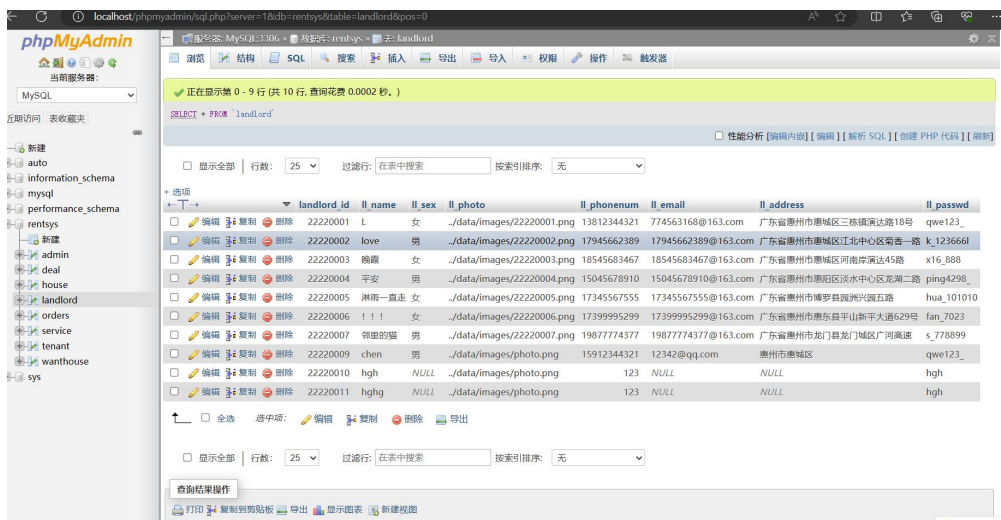 localhost/phpmyadmin/sql.php?server=1&db=rentsys&table=landlord&pos=0
phpMyAdmin
服务器: MySQL:3306 » 数据库: rentsys » 表: landlord
浏览 结构 SQL 搜索 插入 导出 导入 权限 操作 触发器
当前服务器:
MySQL
近期访问 表收藏夹
新建
auto
information_schema
mysql
performance_schema
rentsys
新建
admin
deal
house
landlord
orders
service
tenant
wanthouse
sys
正在显示第 0 - 9 行 (共 10 行, 查询花费 0.0002 秒。)
SELECT * FROM `landlord`
性能分析 [编辑内嵌] [ 编辑 ] [ 解析 SQL ] [ 创建 PHP 代码 ] [ 刷新]
显示全部 行数: 25 过滤行: 在表中搜索 按索引排序: 无
+ 选项
←T→ landlord_id ll_name ll_sex ll_photo ll_phonenum ll_email ll_address ll_passwd
编辑 复制 删除 22220001 L 女 ../data/images/22220001.png 13812344321 774563168@163.com 广东省惠州市惠城区三栋镇演达路18号 qwe123_
编辑 复制 删除 22220002 love 男 ../data/images/22220002.png 17945662389 17945662389@163.com 广东省惠州市惠城区江北中心区菊香一路 k_123666l
编辑 复制 删除 22220003 晚霞 女 ../data/images/22220003.png 18545683467 18545683467@163.com 广东省惠州市惠城区河南岸演达45路 x16_888
编辑 复制 删除 22220004 平安 男 ../data/images/22220004.png 15045678910 15045678910@163.com 广东省惠州市惠阳区淡水中心区龙湖二路 ping4298_
编辑 复制 删除 22220005 淋雨一直走 女 ../data/images/22220005.png 17345567555 17345567555@163.com 广东省惠州市博罗县园洲兴园五路 hua_101010
编辑 复制 删除 22220006 ！！！ 女 ../data/images/22220006.png 17399995299 17399995299@163.com 广东省惠州市惠东县平山新平大道629号 fan_7023
编辑 复制 删除 22220007 邻里的猫 男 ../data/images/22220007.png 19877774377 19877774377@163.com 广东省惠州市龙门县龙门城区广河高速 s_778899
编辑 复制 删除 22220009 chen 男 ../data/images/photo.png 15912344321 12342@qq.com 惠州市惠城区 qwe123_
编辑 复制 删除 22220010 hgh NULL ../data/images/photo.png 123 NULL NULL hgh
编辑 复制 删除 22220011 hghg NULL ../data/images/photo.png 123 NULL NULL hgh
全选 选中项: 编辑 复制 删除 导出
显示全部 行数: 25 过滤行: 在表中搜索 按索引排序: 无
查询结果操作
打印 复制到剪贴板 导出 显示图表 新建视图